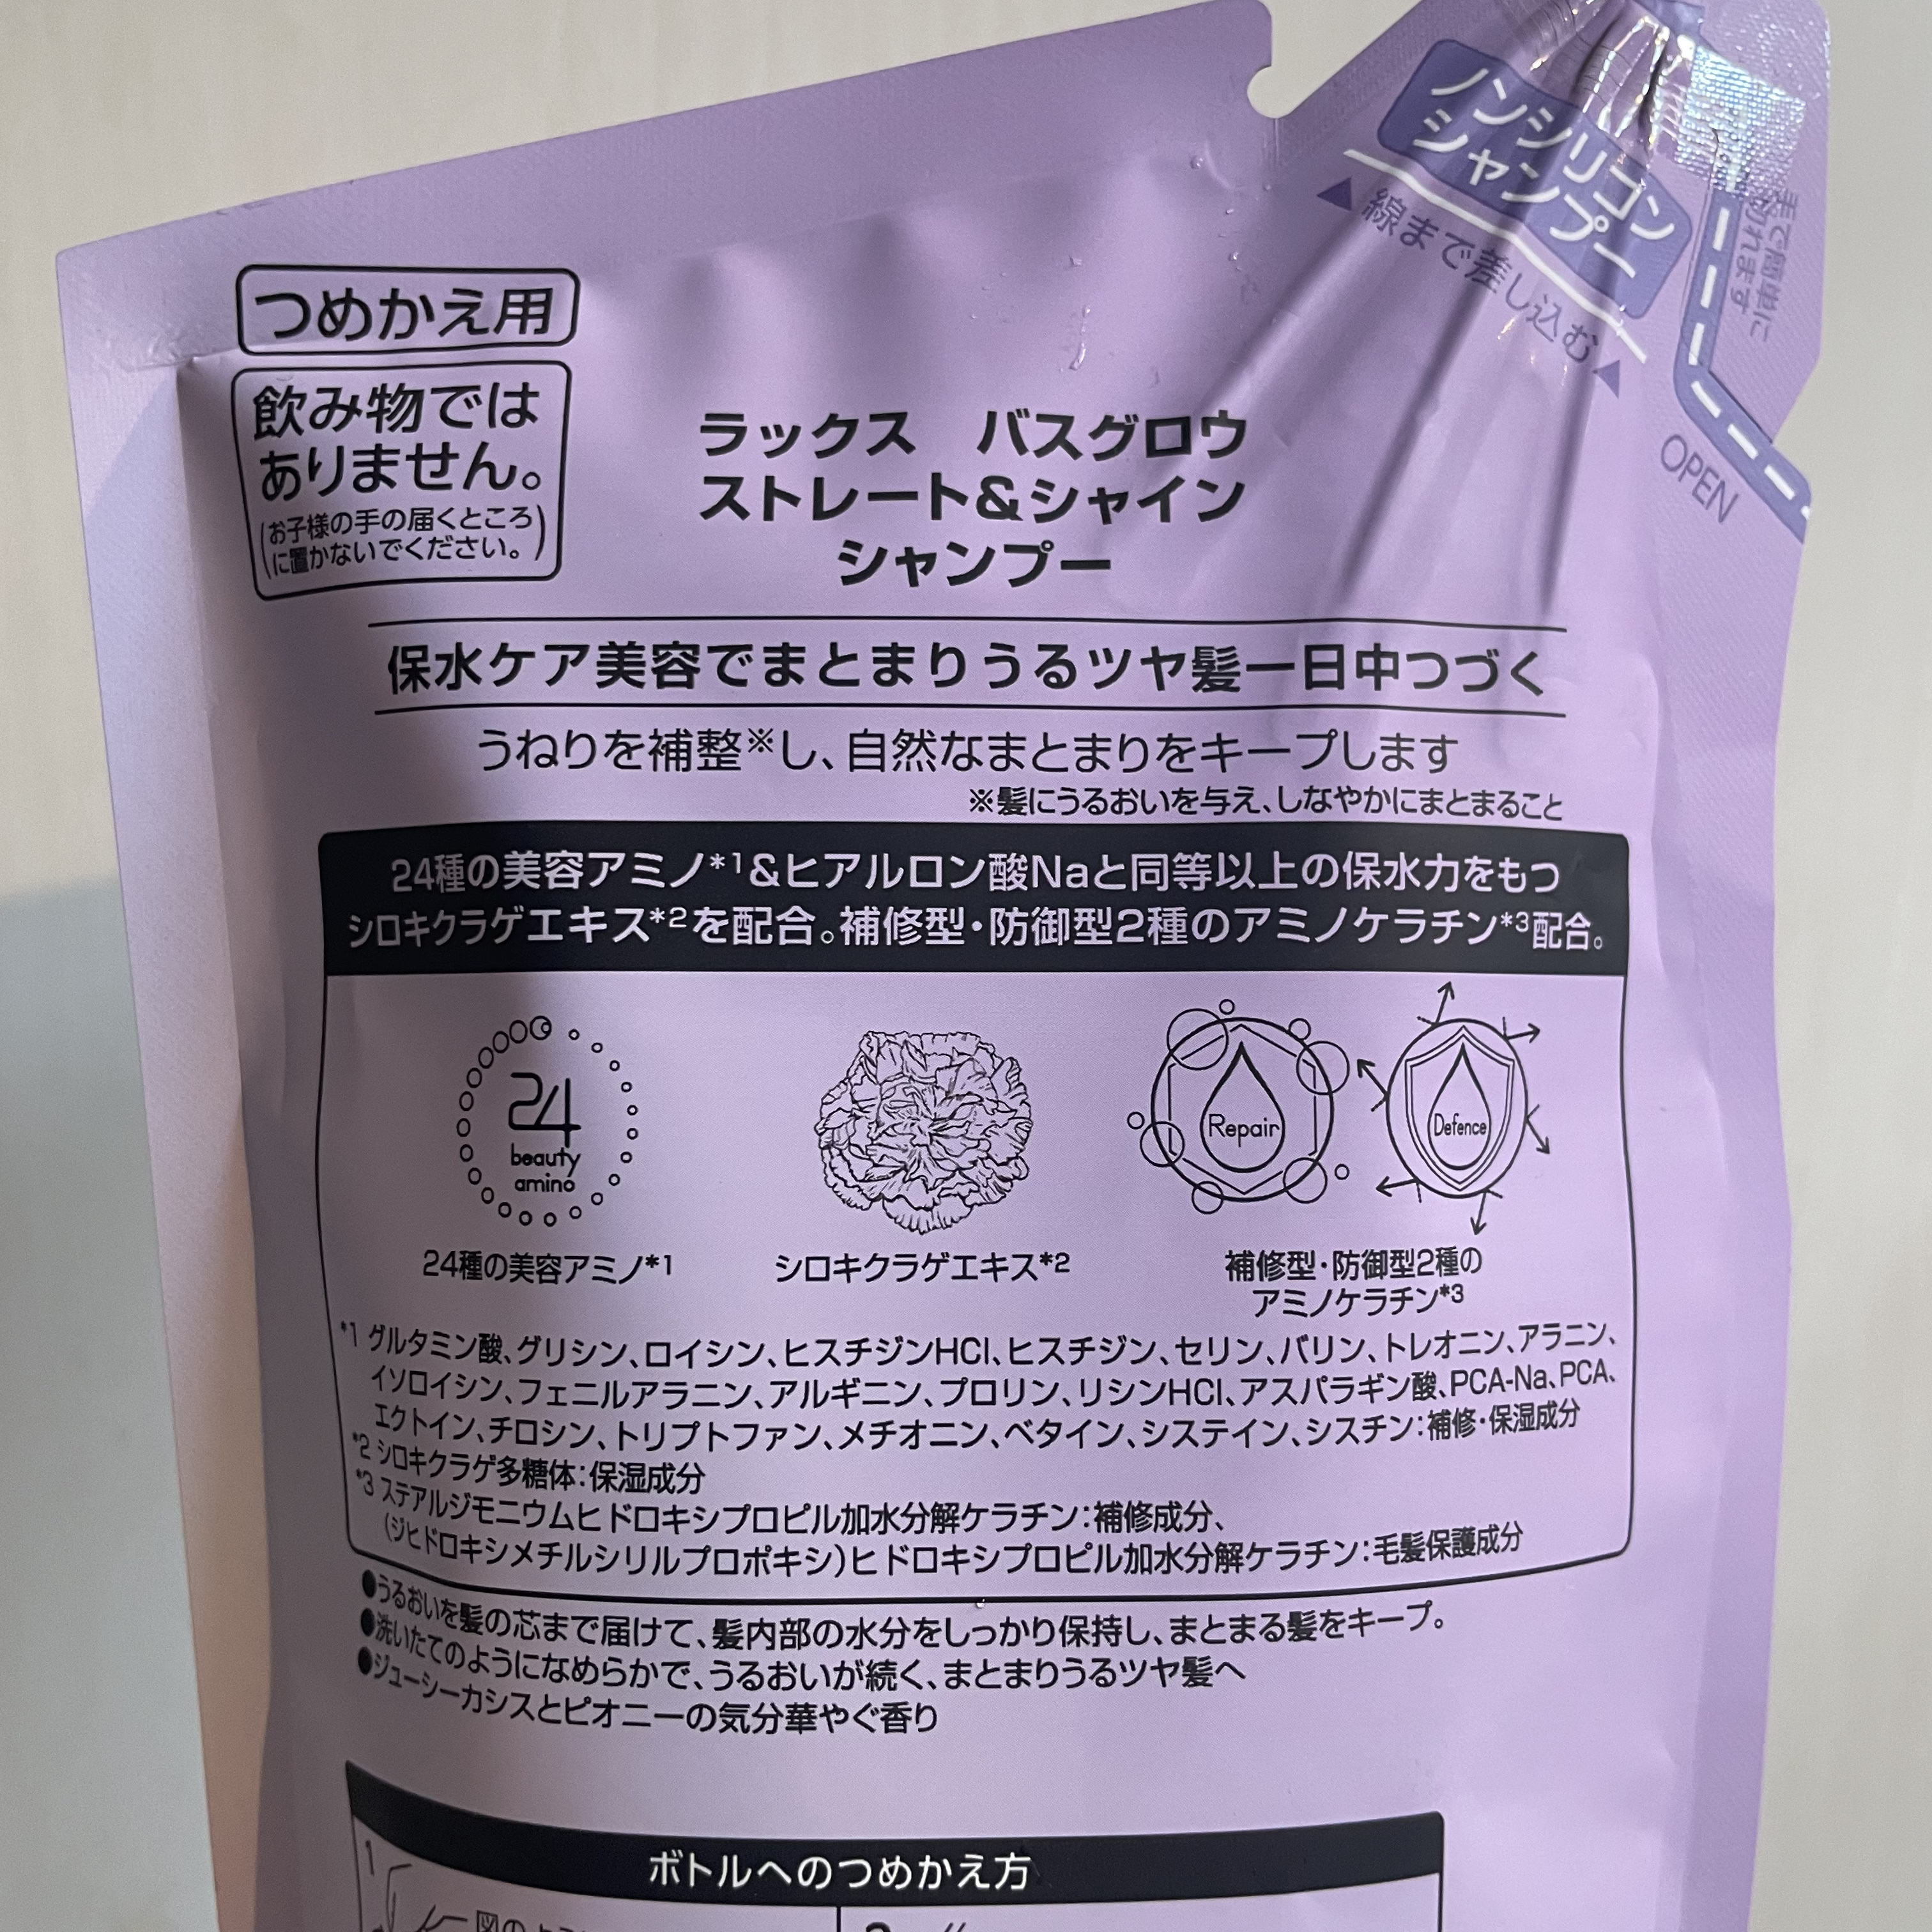 ノンシリコン
シャンプー
線まで差し込む
手で簡単に
切れます
OPEN
つめかえ用
飲み物では
ありません。
(お子様の手の届くところ
に置かないでください。)
ラックス バスグロウ
ストレート&シャイン
シャンプー
保水ケア美容でまとまりうるツヤ髪一日中つづく
うねりを補整※し、自然なまとまりをキープします
※髪にうるおいを与え、しなやかにまとまること
24種の美容アミノ*1&ヒアルロン酸Naと同等以上の保水力をもつ
シロキクラゲエキス*2を配合。補修型・防御型2種のアミノケラチン*3配合。
24
beauty
amino
Repair
Defence
24種の美容アミノ*1
シロキクラゲエキス*2
補修型・防御型2種の
アミノケラチン*3
*1 グルタミン酸、グリシン、ロイシン、ヒスチジンHCl、ヒスチジン、セリン、バリン、トレオニン、アラニン、
イソロイシン、フェニルアラニン、アルギニン、プロリン、リシンHCl、アスパラギン酸、PCA-Na、PCA、
エクトイン、チロシン、トリプトファン、メチオニン、ベタイン、システイン、シスチン:補修・保湿成分
*2 シロキクラゲ多糖体:保湿成分
*3 ステアルジモニウムヒドロキシプロピル加水分解ケラチン:補修成分、
(ジヒドロキシメチルシリルプロポキシ)ヒドロキシプロピル加水分解ケラチン:毛髪保護成分
●うるおいを髪の芯まで届けて、髪内部の水分をしっかり保持し、まとまる髪をキープ。
●洗いたてのようになめらかで、うるおいが続く、まとまりうるツヤ髪へ
●ジューシーカシスとピオニーの気分華やぐ香り
ボトルへのつめかえ方
1
図のよう
2